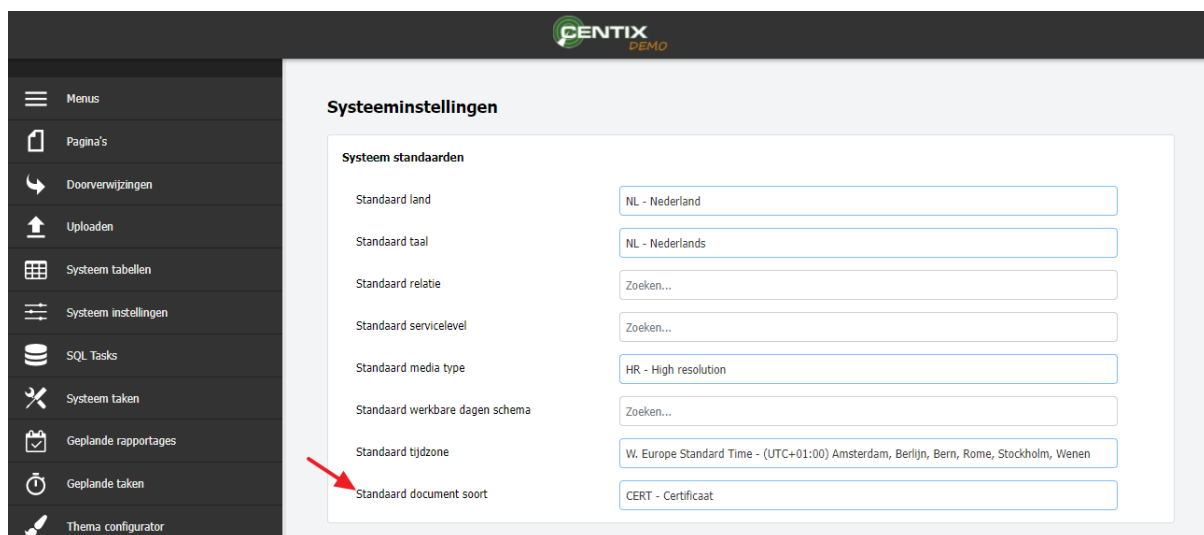 CENTIX
DEMO
Menus
Pagina's
Doorverwijzingen
Uploaden
Systeem tabellen
Systeem instellingen
SQL Tasks
Systeem taken
Geplande rapportages
Geplande taken
Thema configurator
Systeeminstellingen
Systeem standaarden
Standaard land
NL - Nederland
Standaard taal
NL - Nederlands
Standaard relatie
Zoeken...
Standaard servicelevel
Zoeken...
Standaard media type
HR - High resolution
Standaard werkbare dagen schema
Zoeken...
Standaard tijdzone
W. Europe Standard Time - (UTC+01:00) Amsterdam, Berlijn, Bern, Rome, Stockholm, Wenen
Standaard document soort
CERT - Certificaat